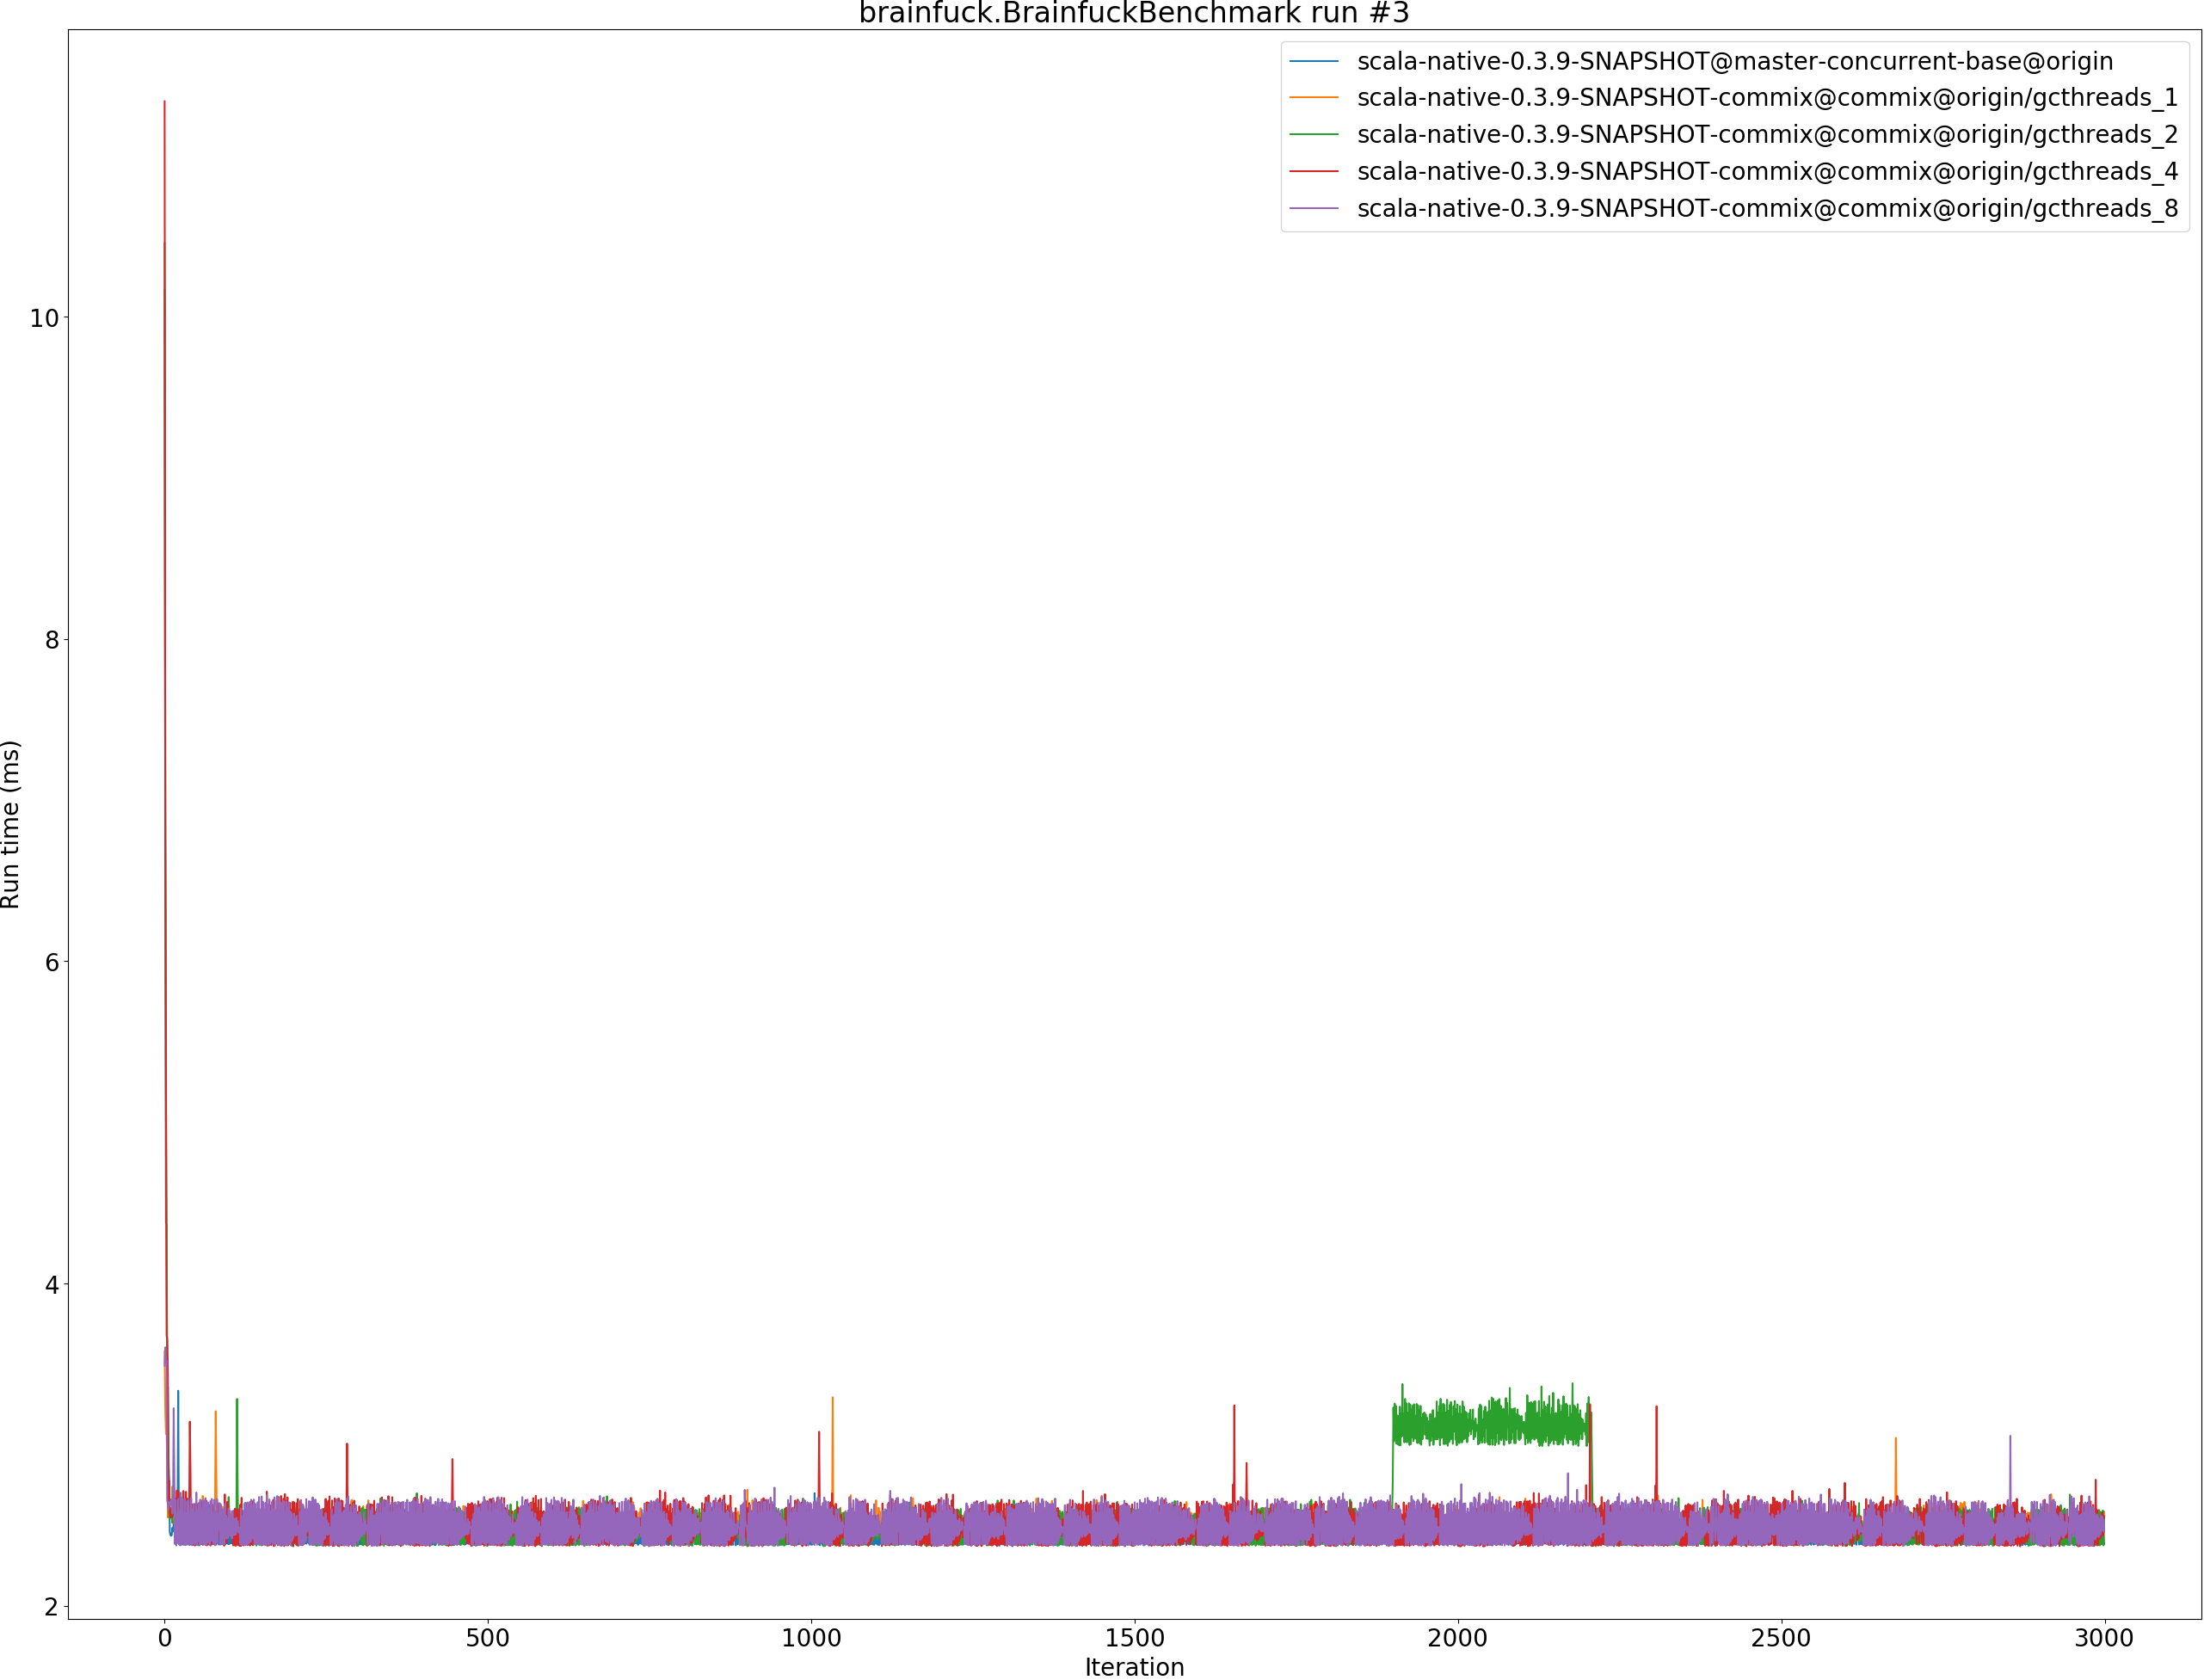 brainfuck.BrainfuckBenchmark run #3
scala-native-0.3.9-SNAPSHOT@master-concurrent-base@origin
scala-native-0.3.9-SNAPSHOT-commix@commix@origin/gcthreads_1
scala-native-0.3.9-SNAPSHOT-commix@commix@origin/gcthreads_2
scala-native-0.3.9-SNAPSHOT-commix@commix@origin/gcthreads_4
scala-native-0.3.9-SNAPSHOT-commix@commix@origin/gcthreads_8
Run time (ms)
10
8
6
4
2
0
500
1000
1500
2000
2500
3000
Iteration